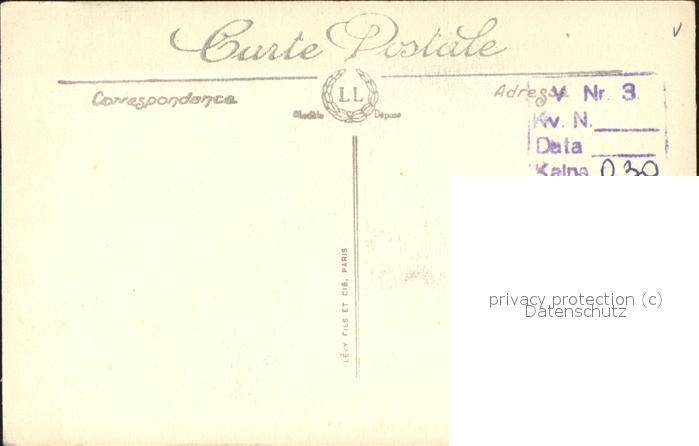 Carte Postale
Correspondance
LL
Modèle Déposé
Adresse
V Nr. 3.
Kv. N.
Data
Kaina 0.30
LÉVY FILS ET CIE, PARIS
privacy protection (c)
Datenschutz